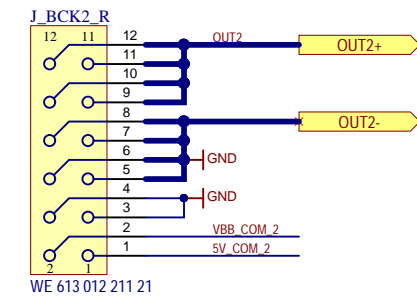 J_BCK2_R
12 11
12
OUT2
OUT2+
11
10
9
8
OUT2-
7
6
GND
5
4
GND
3
2
VBB_COM_2
1
5V_COM_2
2 1
WE 613 012 211 21